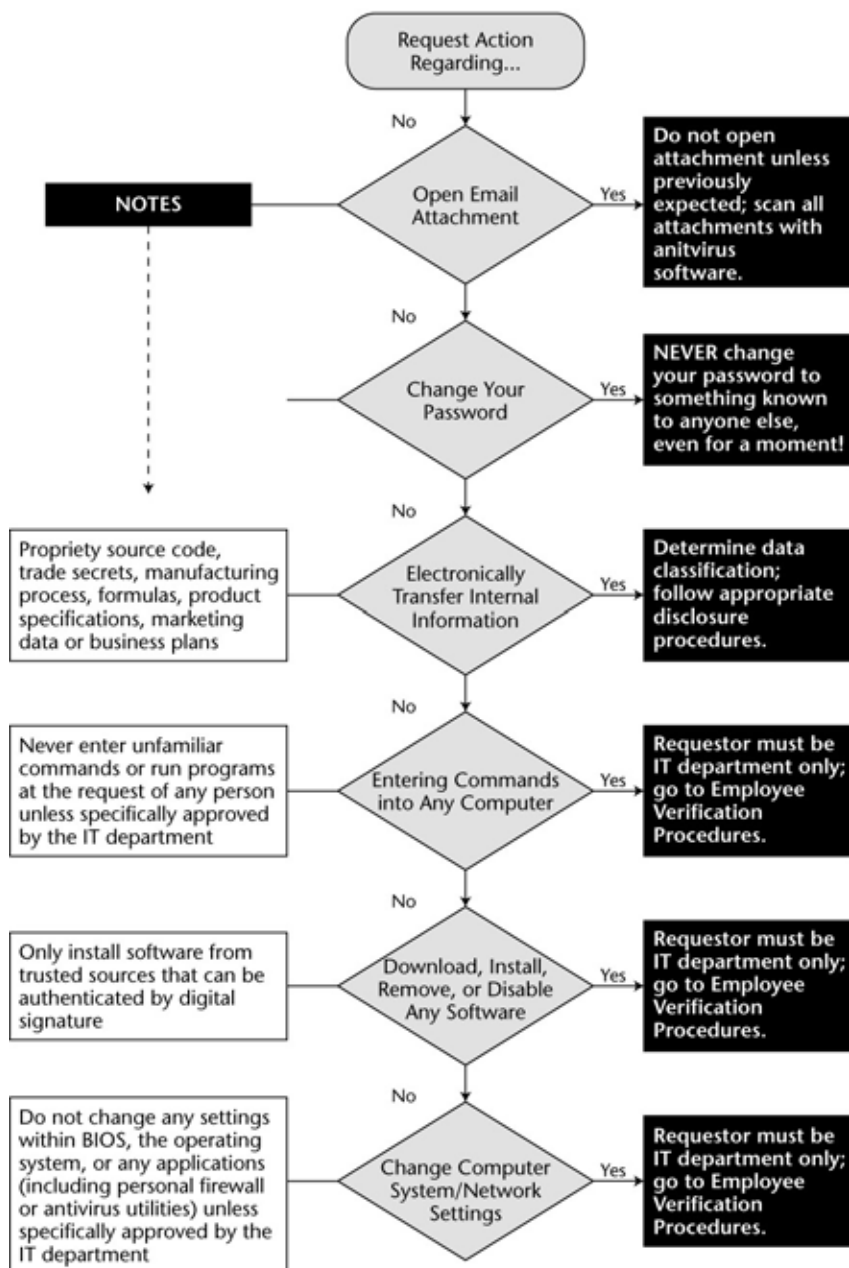 Request Action
Regarding...
No
NOTES
Open Email
Attachment
Yes
Do not open
attachment unless
previously
expected; scan all
attachments with
anitvirus
software.
No
Change Your
Password
Yes
NEVER change
your password to
something known
to anyone else,
even for a moment!
No
Propriety source code,
trade secrets, manufacturing
process, formulas, product
specifications, marketing
data or business plans
Electronically
Transfer Internal
Information
Yes
Determine data
classification;
follow appropriate
disclosure
procedures.
No
Never enter unfamiliar
commands or run programs
at the request of any person
unless specifically approved
by the IT department
Entering Commands
into Any Computer
Yes
Requestor must be
IT department only;
go to Employee
Verification
Procedures.
No
Only install software from
trusted sources that can be
authenticated by digital
signature
Download, Install,
Remove, or Disable
Any Software
Yes
Requestor must be
IT department only;
go to Employee
Verification
Procedures.
No
Do not change any settings
within BIOS, the operating
system, or any applications
(including personal firewall
or antivirus utilities) unless
specifically approved by the
IT department
Change Computer
System/Network
Settings
Yes
Requestor must be
IT department only;
go to Employee
Verification
Procedures.